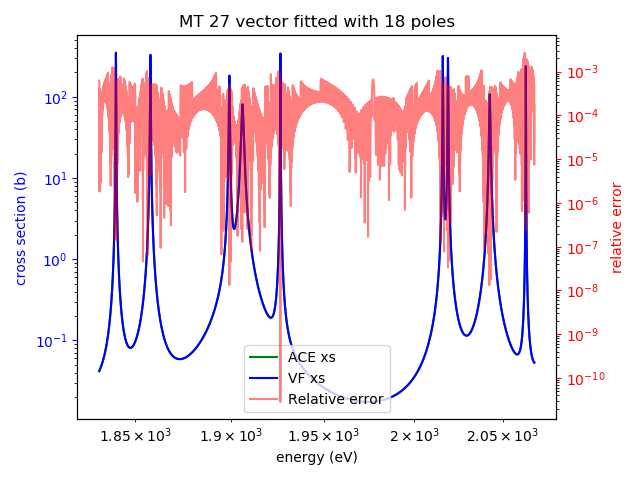 MT 27 vector fitted with 18 poles
10²
10¹
10⁰
10⁻¹
cross section (b)
10⁻³
10⁻⁴
10⁻⁵
10⁻⁶
10⁻⁷
10⁻⁸
10⁻⁹
10⁻¹⁰
relative error
ACE xs
VF xs
Relative error
1.85 × 10³ 1.9 × 10³ 1.95 × 10³ 2 × 10³ 2.05 × 10³
energy (eV)